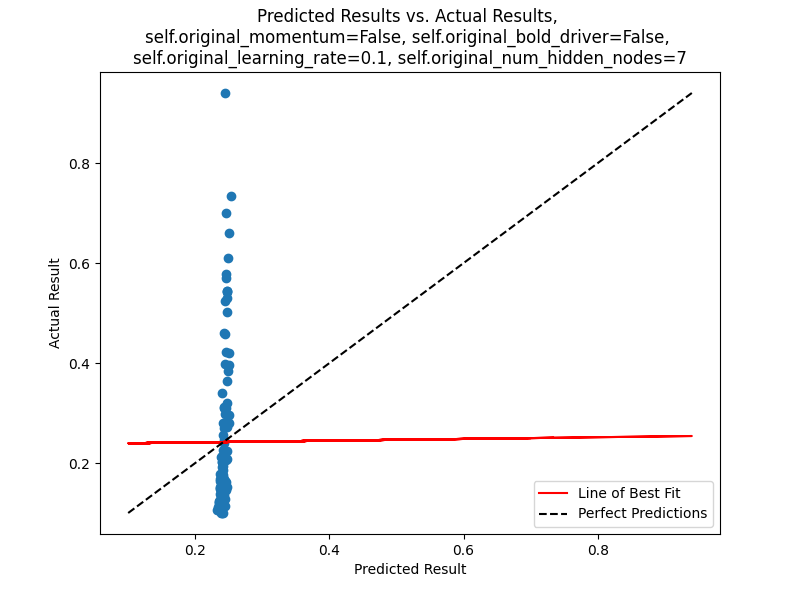 Predicted Results vs. Actual Results,
self.original_momentum=False, self.original_bold_driver=False,
self.original_learning_rate=0.1, self.original_num_hidden_nodes=7
Actual Result
0.8
0.6
0.4
0.2
Line of Best Fit
Perfect Predictions
0.2 0.4 0.6 0.8
Predicted Result